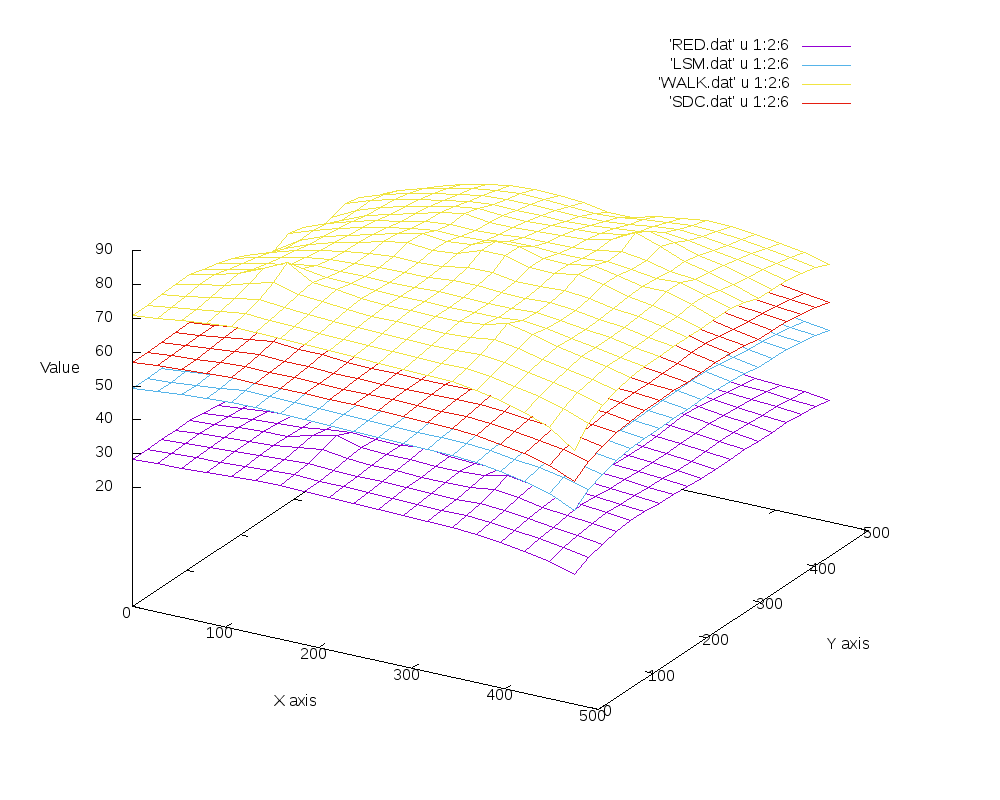 'RED.dat' u 1:2:6
'LSM.dat' u 1:2:6
'WALK.dat' u 1:2:6
'SDC.dat' u 1:2:6
90
80
70
60
Value
50
40
30
20
500
400
300
0
200
Y axis
100
100
200
300
400
X axis
0
500